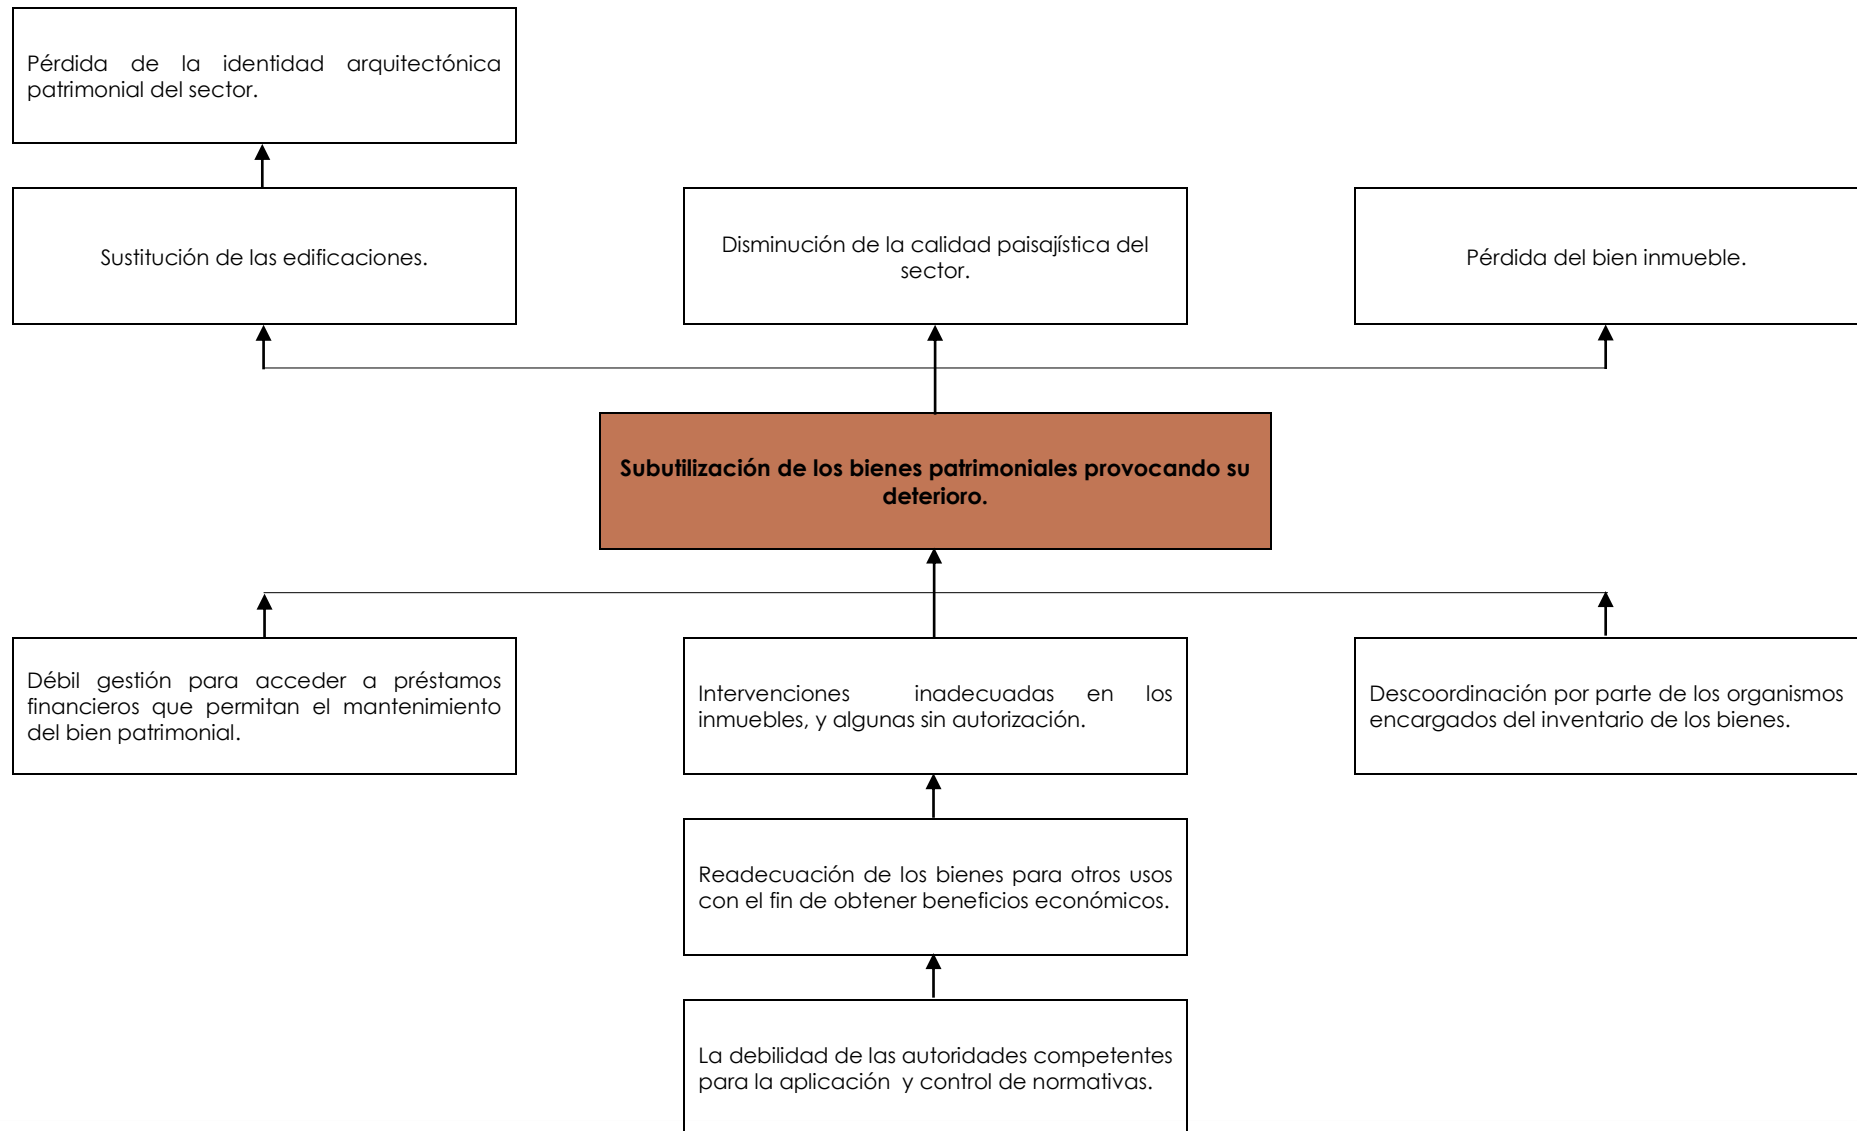 Pérdida de la identidad arquitectónica
patrimonial del sector.
Sustitución de las edificaciones.
Disminución de la calidad paisajística del
sector.
Pérdida del bien inmueble.
Subutilización de los bienes patrimoniales provocando su
deterioro.
Débil gestión para acceder a préstamos
financieros que permitan el mantenimiento
del bien patrimonial.
Intervenciones inadecuadas en los
inmuebles, y algunas sin autorización.
Descoordinación por parte de los organismos
encargados del inventario de los bienes.
Readecuación de los bienes para otros usos
con el fin de obtener beneficios económicos.
La debilidad de las autoridades competentes
para la aplicación y control de normativas.